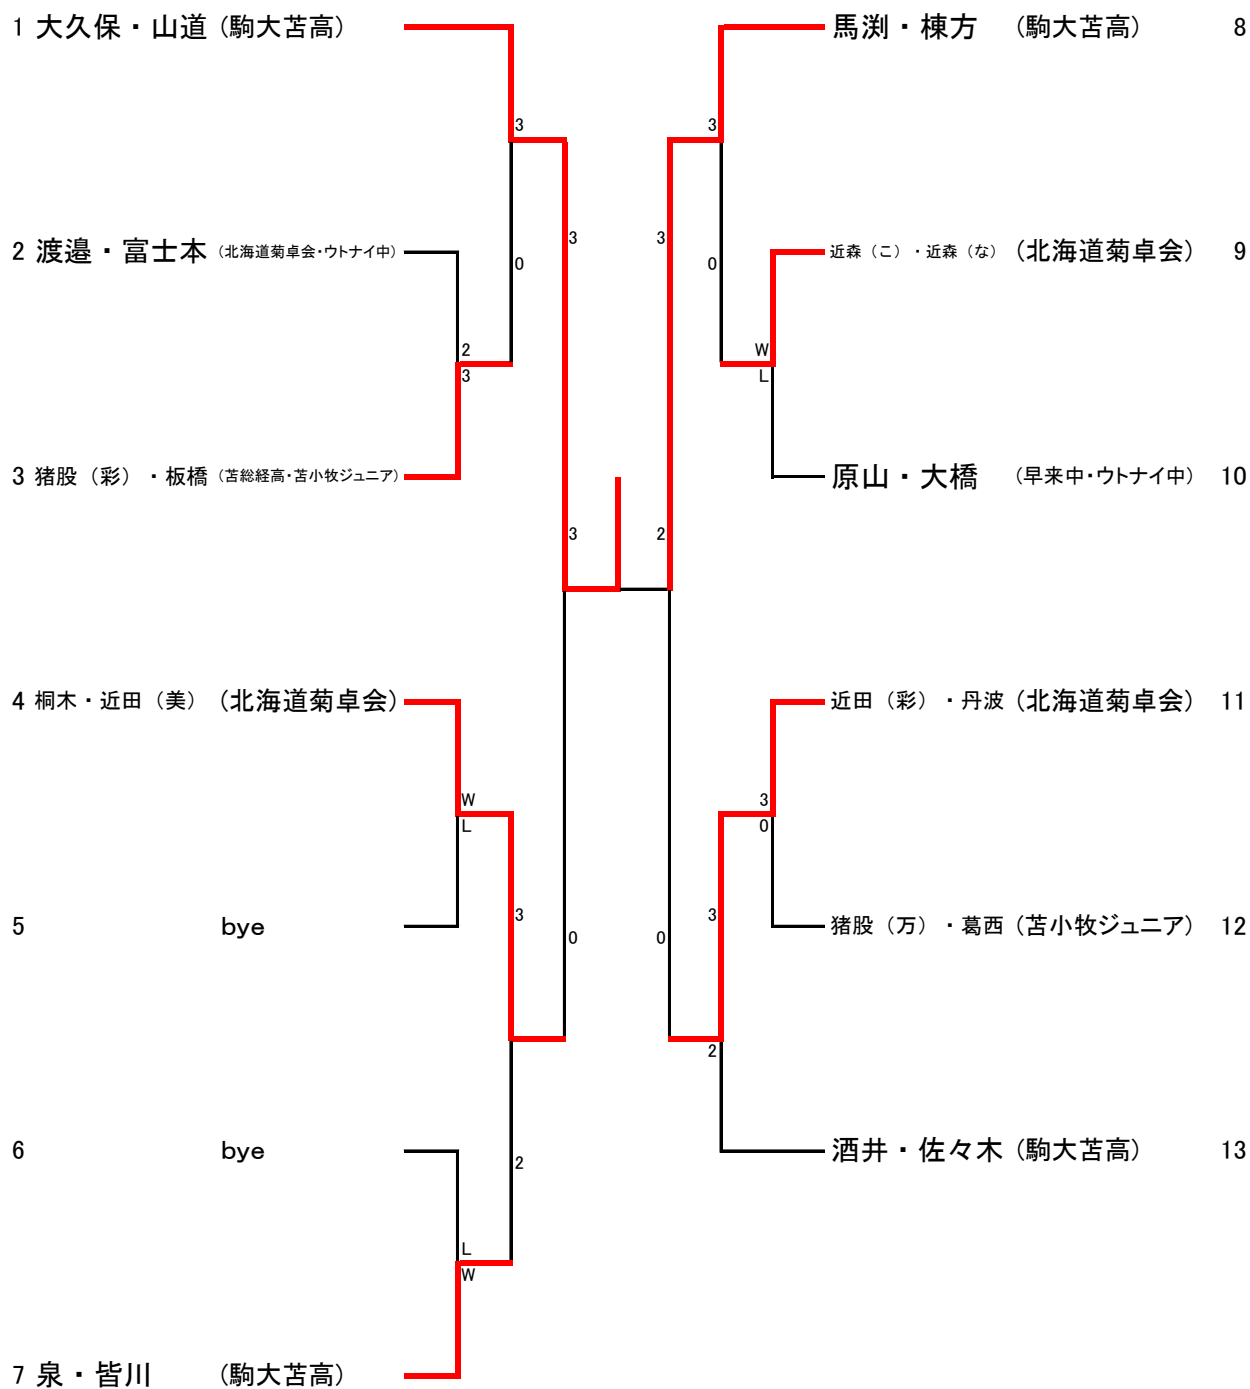 1 大久保・山道 (駒大苫高)
馬渕・棟方 (駒大苫高) 8
3
3
2 渡邉・富士本 (北海道菊卓会・ウトナイ中)
3
3
近森（こ）・近森（な） (北海道菊卓会) 9
0
0
2
3
W
L
3 猪股（彩）・板橋 (苫総経高・苫小牧ジュニア)
原山・大橋 (早来中・ウトナイ中) 10
3
2
4 桐木・近田（美） (北海道菊卓会)
近田（彩）・丹波 (北海道菊卓会) 11
W
L
3
0
5 bye
3
0
0
3
猪股（万）・葛西 (苫小牧ジュニア) 12
2
6 bye
2
酒井・佐々木 (駒大苫高) 13
L
W
7 泉・皆川 (駒大苫高)